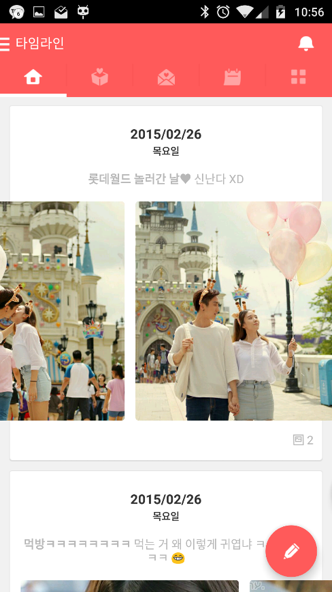 10:56
타임라인
2015/02/26
목요일
롯데월드 놀러간 날♥ 신난다 XD
2
2015/02/26
목요일
먹방ㅋㅋㅋㅋㅋㅋㅋㅋ 먹는 거 왜 이렇게 귀엽냐 ㅋ
ㅋㅋ 😁